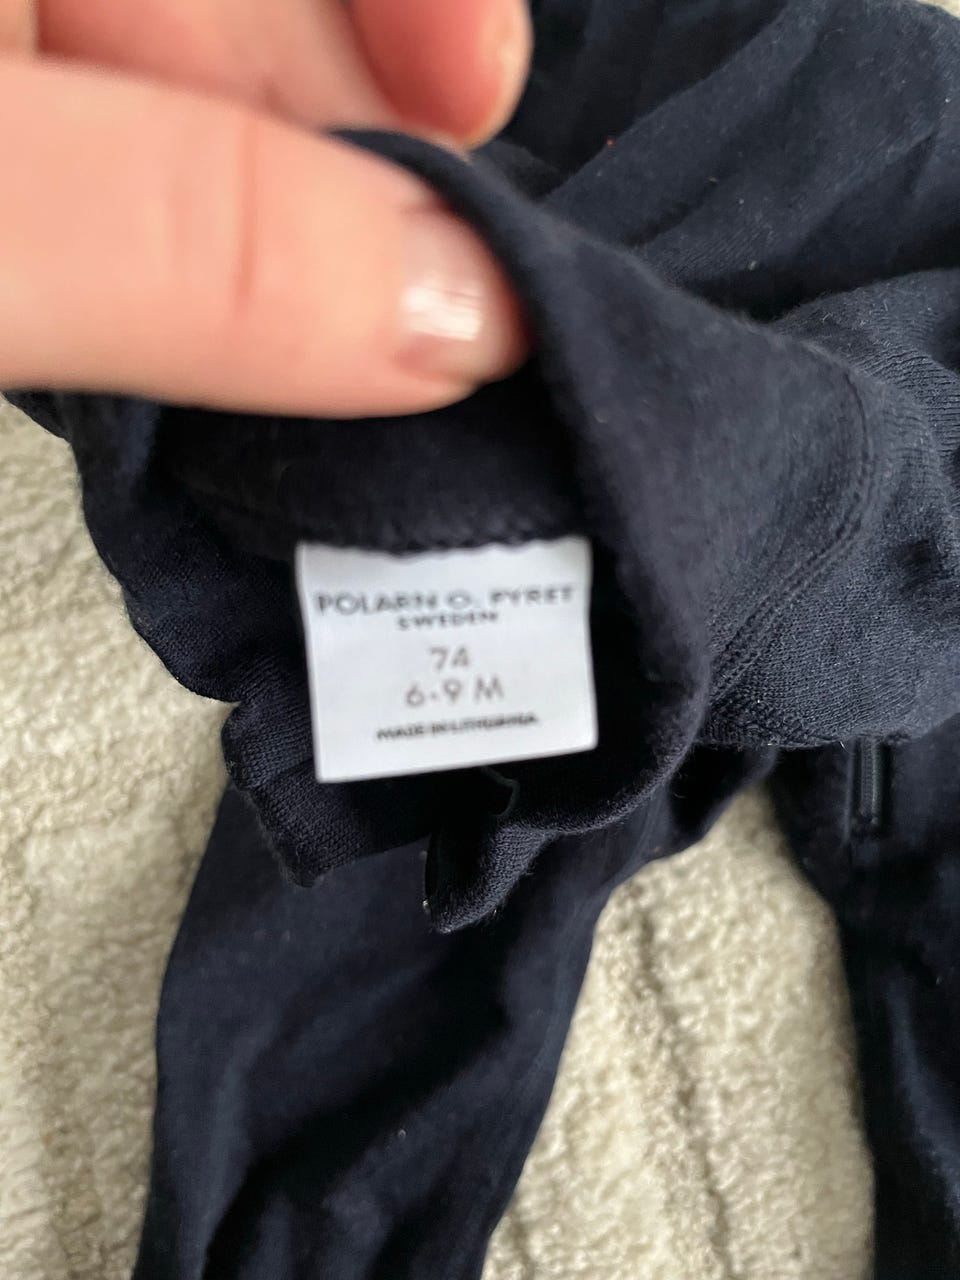 POLARN O. PYRET
SWEDEN
74
6-9 M
MADE IN LITHUANIA